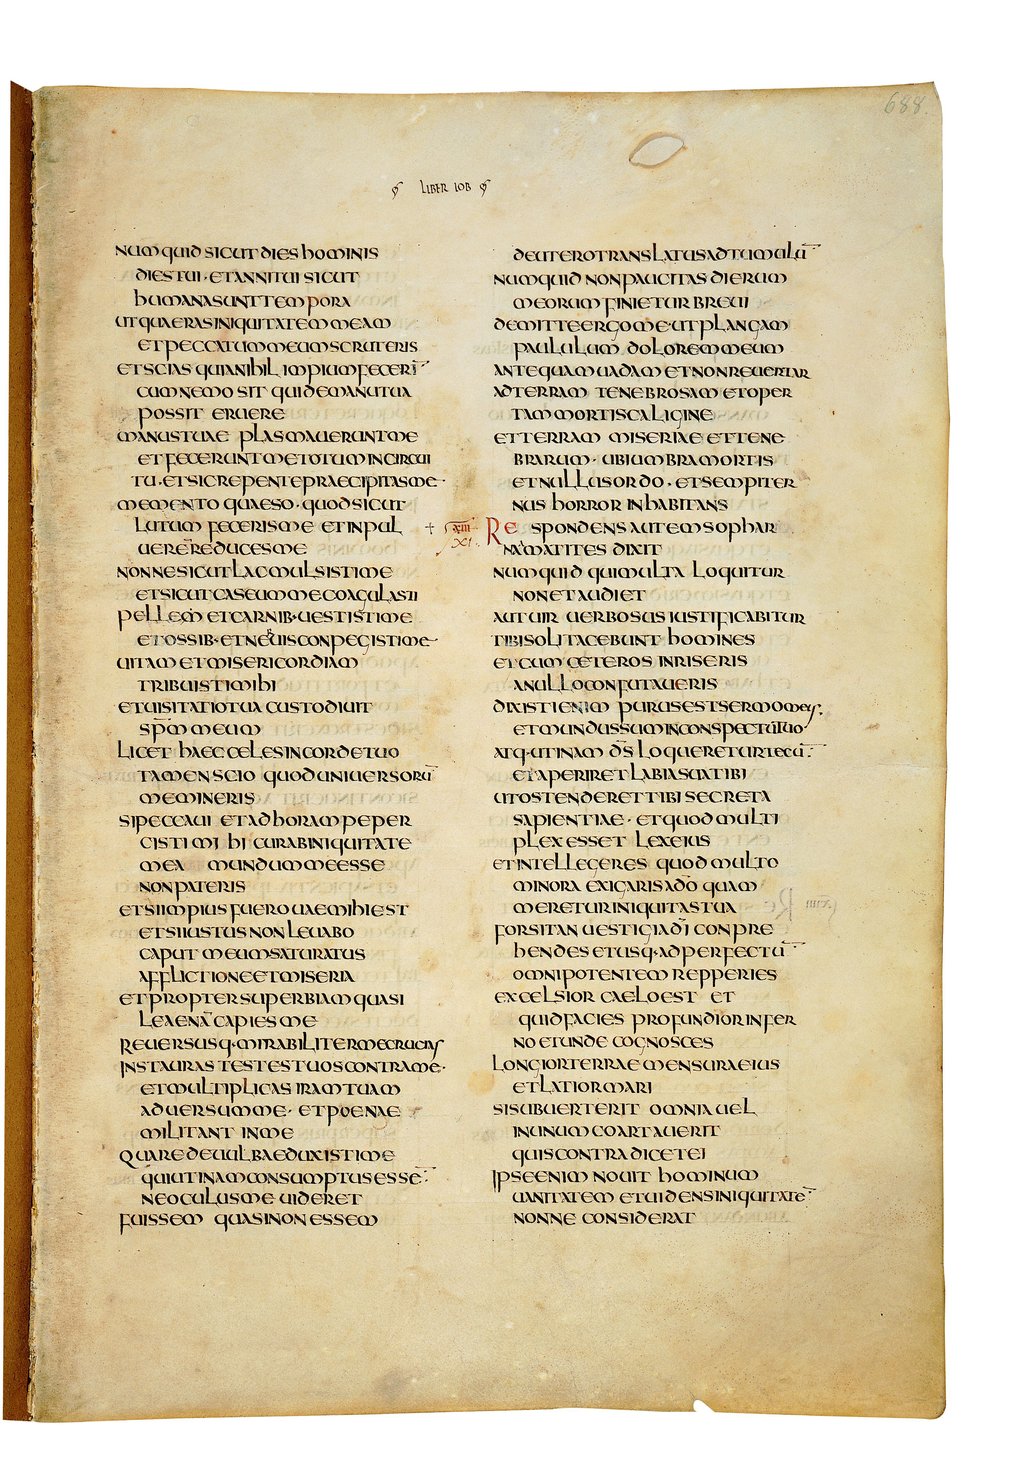 688.
LIBER IOB
NUMQUID SICUT DIES HOMINIS
DIES TUI · ET ANNI TUI SICUT
HUMANA SUNT TEMPORA
UT QUAERAS INIQUITATEM MEAM
ET PECCATUM MEUM SCRUTERIS
ET SCIAS QUIA NIHIL IMPIUM FECERĪ
CUM NEMO SIT QUI DE MANU TUA
POSSIT ERUERE
MANUS TUAE PLASMAUERUNT ME
ET FECERUNT ME TOTUM IN CIRCUI
TU · ET SIC REPENTE PRAECIPITAS ME ·
MEMENTO QUAESO · QUOD SICUT
LUTUM FECERIS ME ET IN PUL
UEREM REDUCES ME
NONNE SICUT LAC MULSISTI ME
ET SICUT CASEUM ME COAGULASTI
PELLEM ET CARNIB · UESTISTI ME
ET OSSIB · ET NERUIS CONPEGISTI ME
UITAM ET MISERICORDIAM
TRIBUISTI MIHI
ET UISITATIO TUA CUSTODIUIT
SPM̄ MEUM
LICET HAEC CELES IN CORDE TUO
TAMEN SCIO QUOD UNIUERSORŪ
MEMINERIS
SI PECCAUI ET AD HORAM PEPER
CISTI MIHI CUR AB INIQUITATE
MEA MUNDUM ME ESSE
NON PATERIS
ET SI IMPIUS FUERO UAE MIHI EST
ET SI IUSTUS NON LEUABO
CAPUT MEUM SATURATUS
AFFLICTIONE ET MISERIA
ET PROPTER SUPERBIAM QUASI
LEAENĀ CAPIES ME
REUERSUSQ · MIRABILITER ME CRUCIAS
INSTAURAS TESTES TUOS CONTRA ME ·
ET MULTIPLICAS IRAM TUAM
ADUERSUM ME · ET POENAE
MILITANT IN ME
QUARE DE UULBA EDUXISTI ME
QUI UTINAM CONSUMPTUS ESSĒ ·
NE OCULUS ME UIDERET
FUISSEM QUASI NON ESSEM
DE UTERO TRANSLATUS AD TUMULŪ
NUMQUID NON PAUCITAS DIERUM
MEORUM FINIETUR BREUI
DEMITTE ERGO ME · UT PLANGAM
PAULULUM DOLOREM MEUM
ANTEQUAM UADAM ET NON REUERTAR
AD TERRAM TENEBROSAM ET OPER
TAM MORTIS CALIGINE
ET TERRAM MISERIAE ET TENE
BRARUM · UBI UMBRA MORTIS
ET NULLUS ORDO · ET SEMPITER
NUS HORROR INHABITANS
† XIII RESPONDENS AUTEM SOPHAR
XI · NAAMATITES DIXIT
NUMQUID QUI MULTA LOQUITUR
NON ET AUDIET
AUT UIR UERBOSUS IUSTIFICABITUR
TIBI SOLI TACEBUNT HOMINES
ET CUM CETEROS INRISERIS
A NULLO CONFUTAUERIS
DIXISTI ENIM PURUS EST SERMO MEUS ·
ET MUNDUS SUM IN CONSPECTU TUO
ATQ · UTINAM DS̄ LOQUERETUR TECŪ ·
ET APERIRET LABIA SUA TIBI
UT OSTENDERET TIBI SECRETA
SAPIENTIAE · ET QUOD MULTI
PLEX ESSET LEX EIUS
ET INTELLEGERES QUOD MULTO
MINORA EXIGARIS A DŌ QUAM
MERETUR INIQUITAS TUA
FORSITAN UESTIGIA DĪ CONPRE
HENDES ET USQ · AD PERFECTŪ
OMNIPOTENTEM REPPERIES
EXCELSIOR CAELO EST ET
QUID FACIES PROFUNDIOR INFER
NO ET UNDE COGNOSCES
LONGIOR TERRAE MENSURA EIUS
ET LATIOR MARI
SI SUBUERTERIT OMNIA UEL
IN UNUM COARTAUERIT
QUIS CONTRADICET EI
IPSE ENIM NOUIT HOMINUM
UANITATEM ET UIDENS INIQUITATĒ
NONNE CONSIDERAT